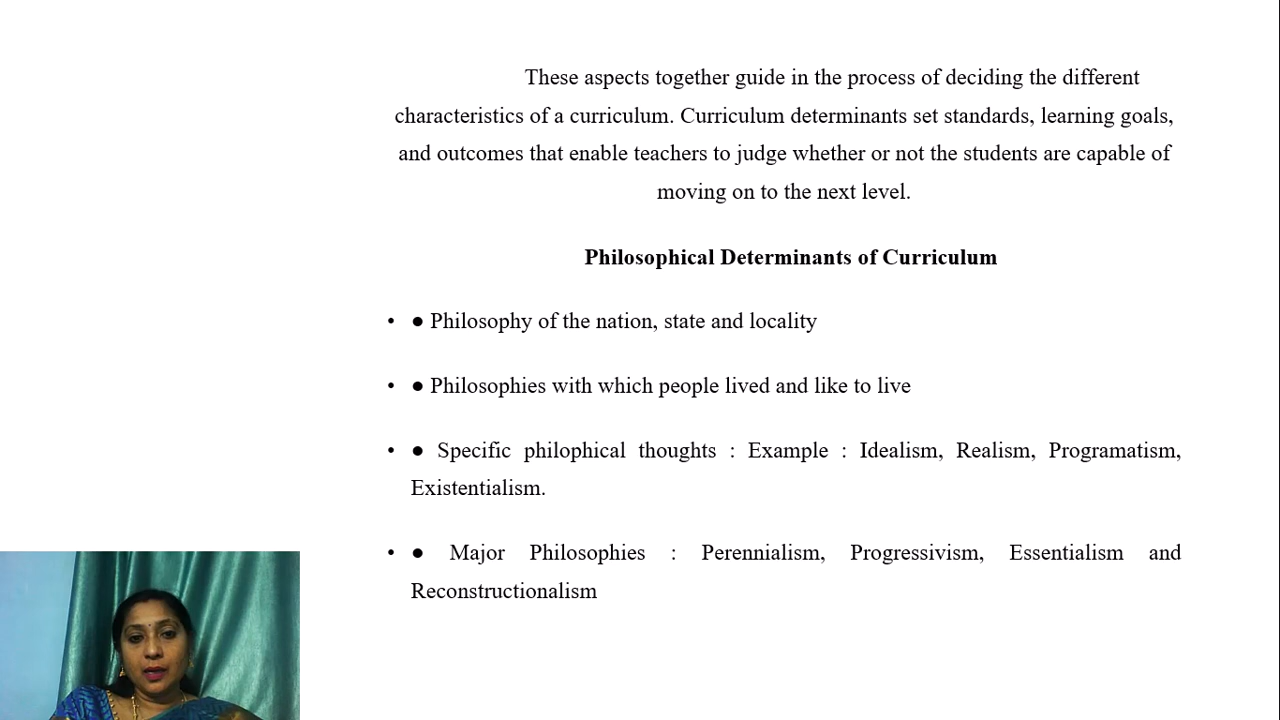 These aspects together guide in the process of deciding the different
characteristics of a curriculum. Curriculum determinants set standards, learning goals,
and outcomes that enable teachers to judge whether or not the students are capable of
moving on to the next level.
Philosophical Determinants of Curriculum
• ● Philosophy of the nation, state and locality
• ● Philosophies with which people lived and like to live
• ● Specific philophical thoughts : Example : Idealism, Realism, Programatism,
Existentialism.
• ● Major Philosophies : Perennialism, Progressivism, Essentialism and
Reconstructionalism